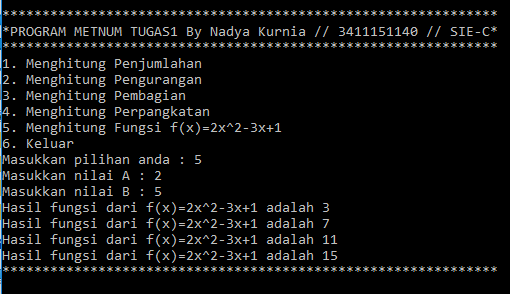 **************************************************************
*PROGRAM METNUM TUGAS1 By Nadya Kurnia // 3411151140 // SIE-C*
**************************************************************
1. Menghitung Penjumlahan
2. Menghitung Pengurangan
3. Menghitung Pembagian
4. Menghitung Perpangkatan
5. Menghitung Fungsi f(x)=2x^2-3x+1
6. Keluar
Masukkan pilihan anda : 5
Masukkan nilai A : 2
Masukkan nilai B : 5
Hasil fungsi dari f(x)=2x^2-3x+1 adalah 3
Hasil fungsi dari f(x)=2x^2-3x+1 adalah 7
Hasil fungsi dari f(x)=2x^2-3x+1 adalah 11
Hasil fungsi dari f(x)=2x^2-3x+1 adalah 15
**************************************************************